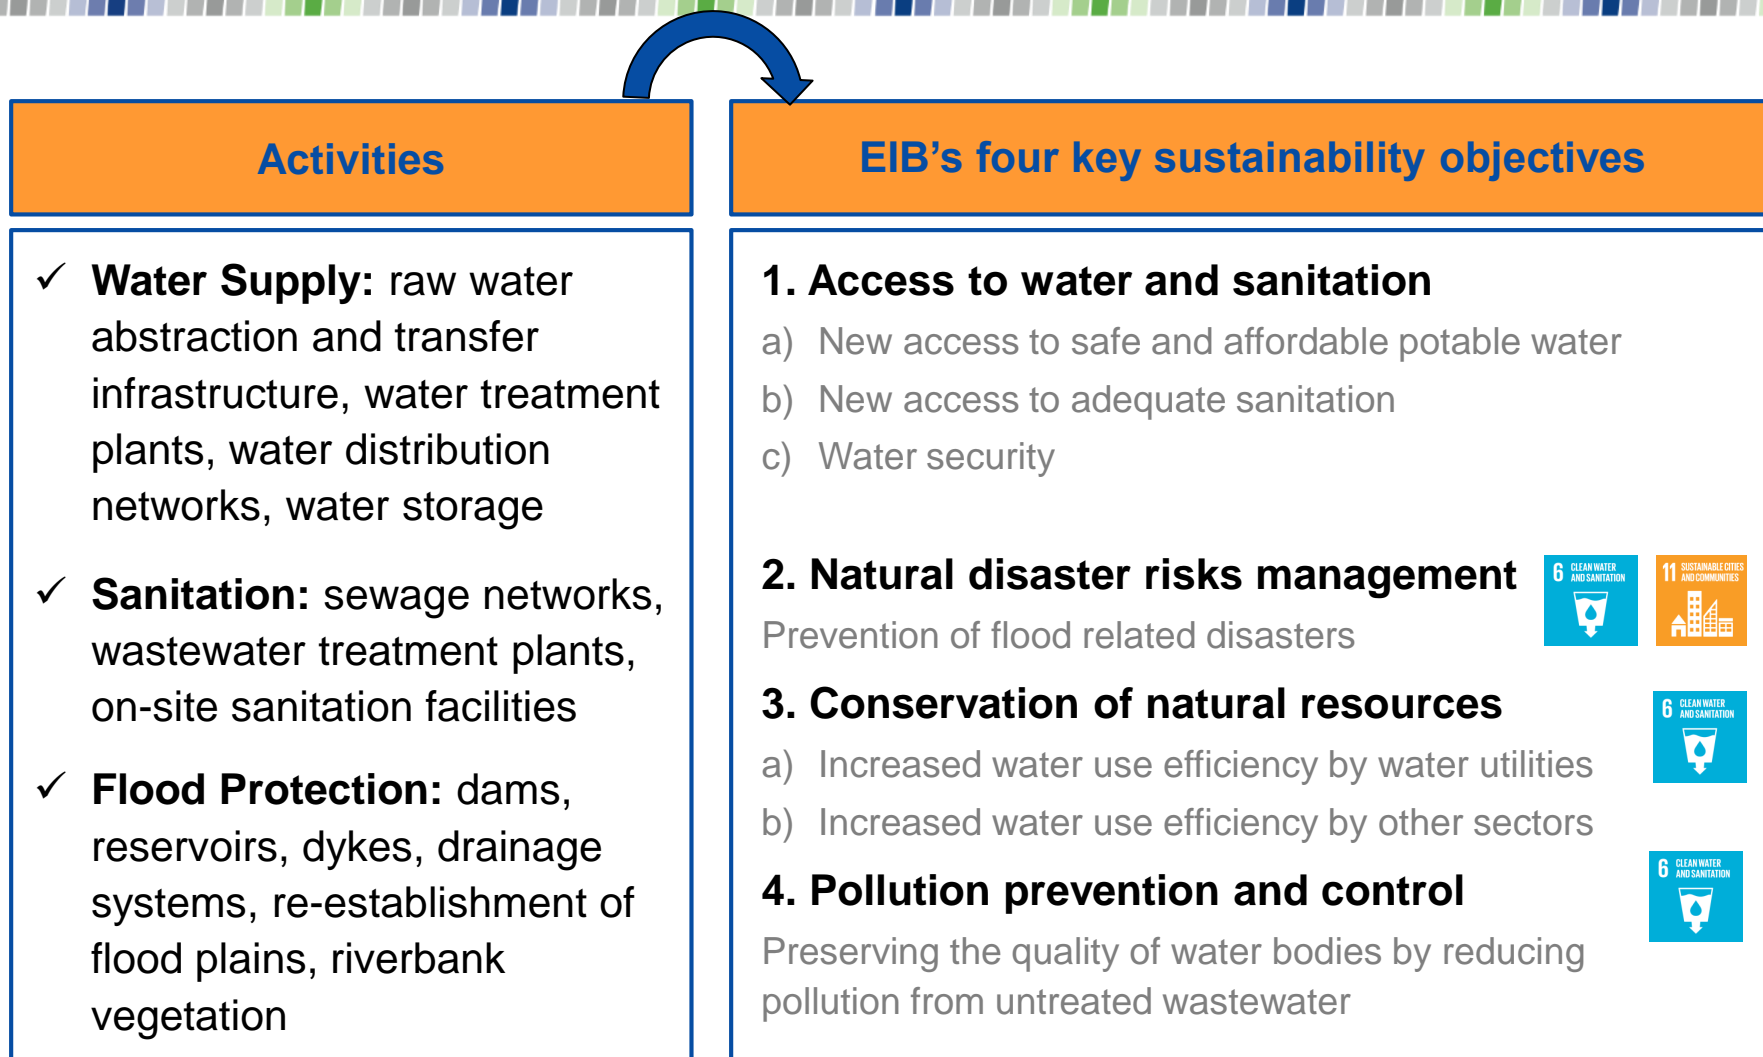 Activities
EIB’s four key sustainability objectives
✓ Water Supply: raw water
abstraction and transfer
infrastructure, water treatment
plants, water distribution
networks, water storage
✓ Sanitation: sewage networks,
wastewater treatment plants,
on-site sanitation facilities
✓ Flood Protection: dams,
reservoirs, dykes, drainage
systems, re-establishment of
flood plains, riverbank
vegetation
1. Access to water and sanitation
a) New access to safe and affordable potable water
b) New access to adequate sanitation
c) Water security
2. Natural disaster risks management
6 CLEAN WATER
AND SANITATION
11 SUSTAINABLE CITIES
AND COMMUNITIES
Prevention of flood related disasters
3. Conservation of natural resources
6 CLEAN WATER
AND SANITATION
a) Increased water use efficiency by water utilities
b) Increased water use efficiency by other sectors
4. Pollution prevention and control
6 CLEAN WATER
AND SANITATION
Preserving the quality of water bodies by reducing
pollution from untreated wastewater